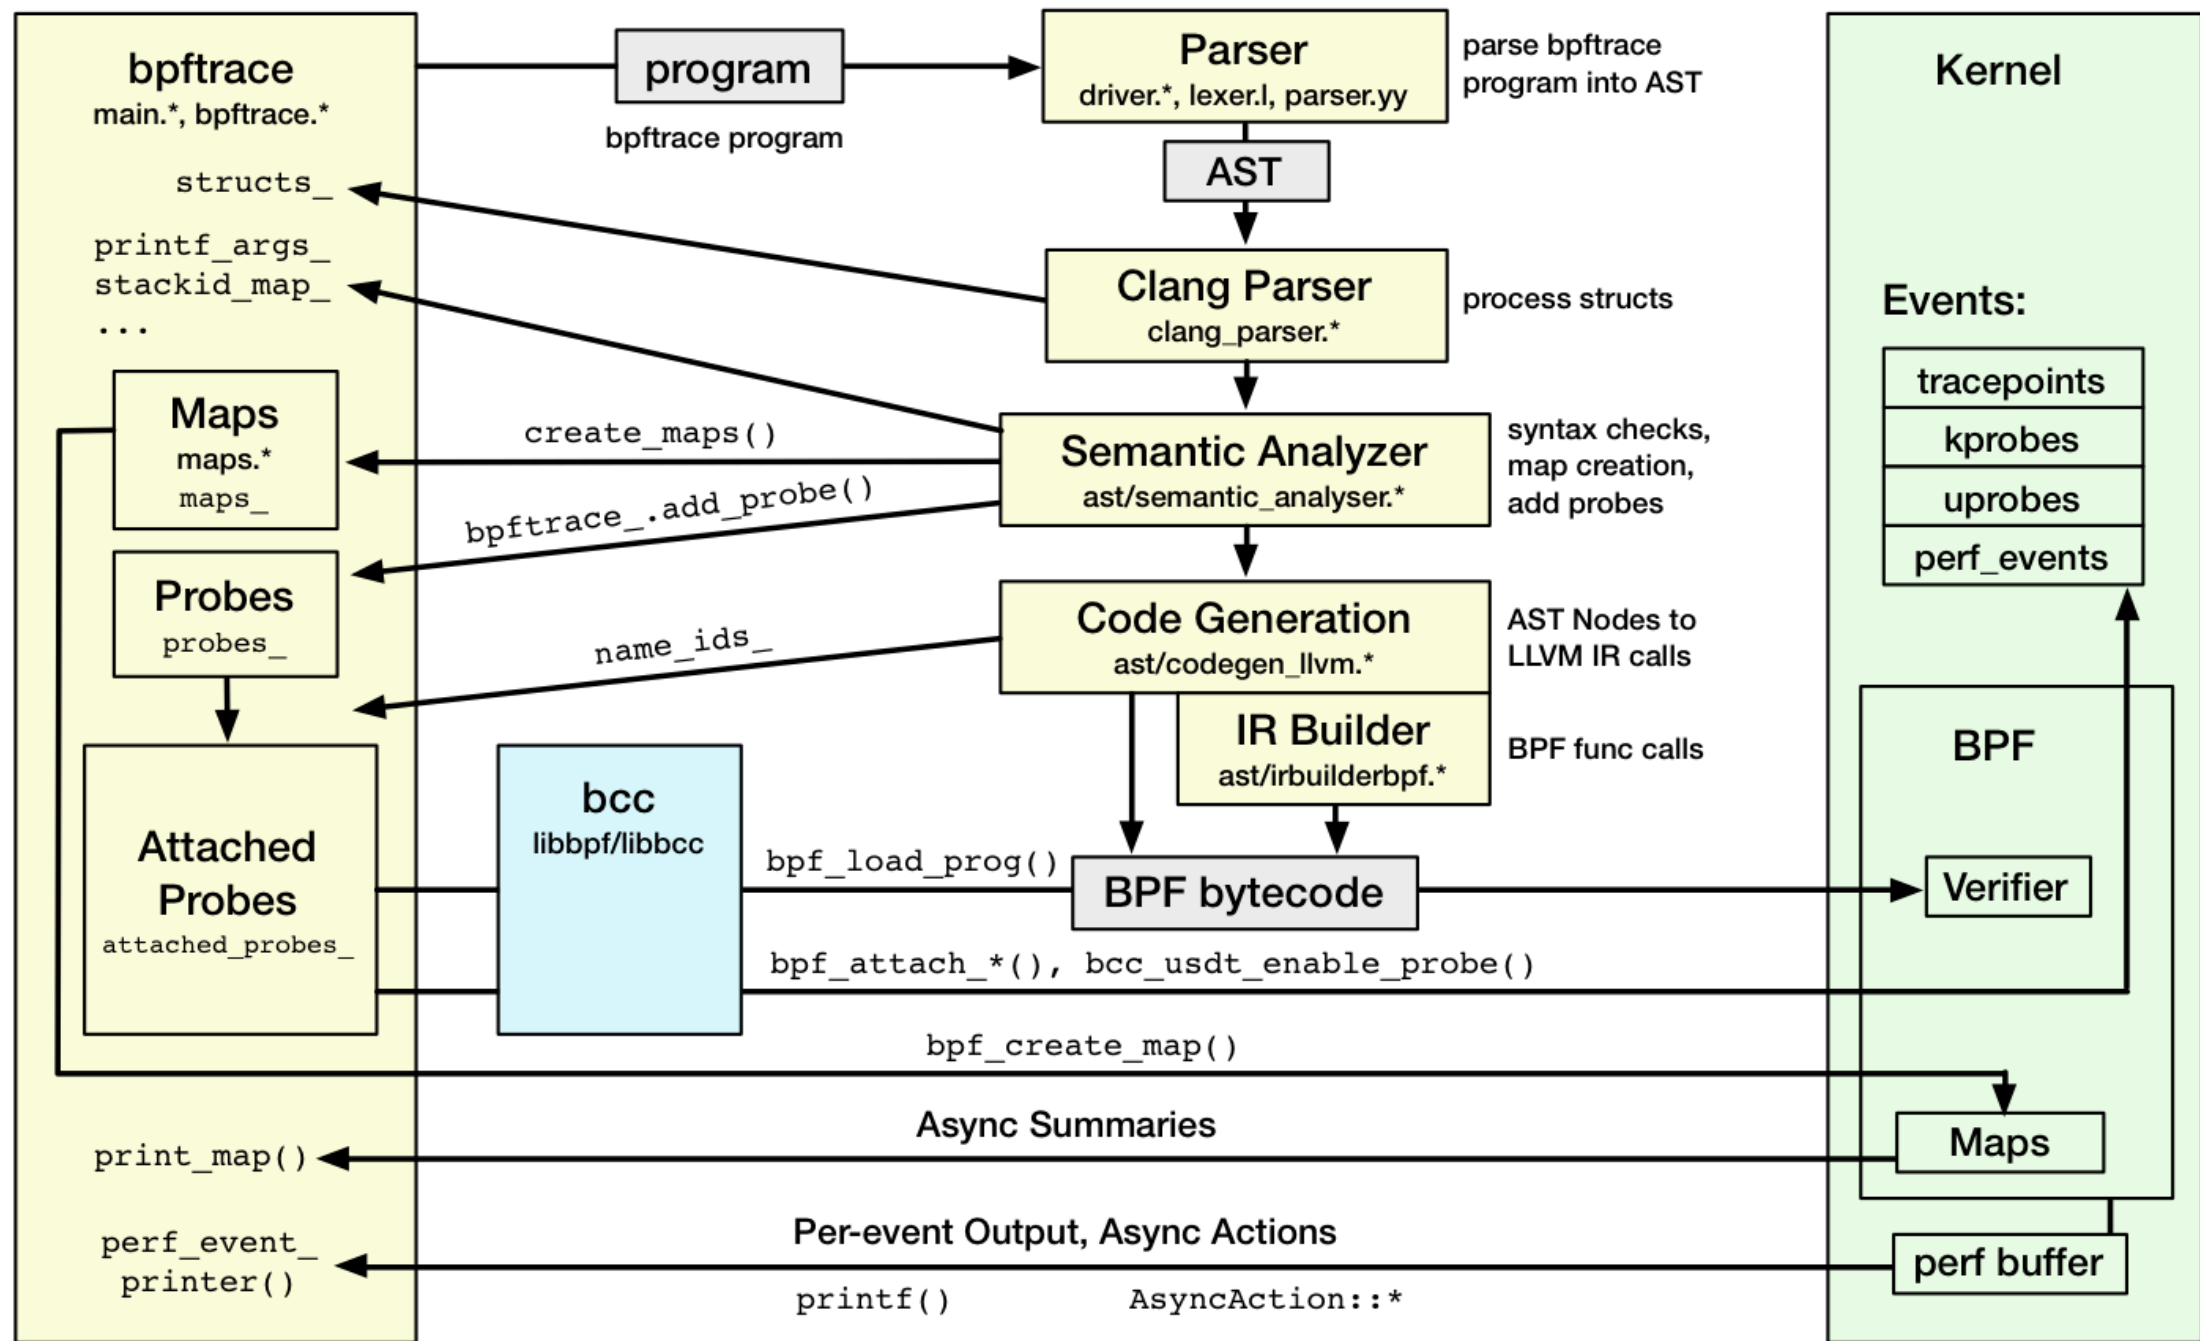 bpftrace
main.*, bpftrace.*
structs_
printf_args_
stackid_map_
...
Maps
maps.*
maps_
Probes
probes_
Attached
Probes
attached_probes_
print_map()
perf_event_
printer()
program
bpftrace program
Parser
driver.*, lexer.l, parser.yy
parse bpftrace
program into AST
AST
Clang Parser
clang_parser.*
process structs
create_maps()
bpftrace_.add_probe()
Semantic Analyzer
ast/semantic_analyser.*
syntax checks,
map creation,
add probes
name_ids_
Code Generation
ast/codegen_llvm.*
AST Nodes to
LLVM IR calls
IR Builder
ast/irbuilderbpf.*
BPF func calls
bcc
libbpf/libbcc
bpf_load_prog()
BPF bytecode
bpf_attach_*(), bcc_usdt_enable_probe()
bpf_create_map()
Async Summaries
Per-event Output, Async Actions
printf()
AsyncAction::*
Kernel
Events:
tracepoints
kprobes
uprobes
perf_events
BPF
Verifier
Maps
perf buffer